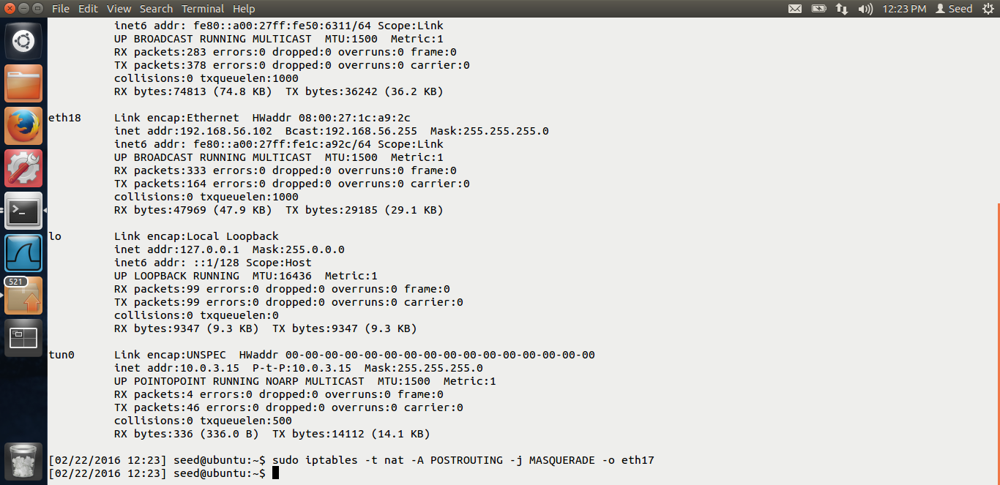 File Edit View Search Terminal Help 12:23 PM Seed
inet6 addr: fe80::a00:27ff:fe50:6311/64 Scope:Link
UP BROADCAST RUNNING MULTICAST  MTU:1500  Metric:1
RX packets:283 errors:0 dropped:0 overruns:0 frame:0
TX packets:378 errors:0 dropped:0 overruns:0 carrier:0
collisions:0 txqueuelen:1000
RX bytes:74813 (74.8 KB)  TX bytes:36242 (36.2 KB)
eth18     Link encap:Ethernet  HWaddr 08:00:27:1c:a9:2c
inet addr:192.168.56.102  Bcast:192.168.56.255  Mask:255.255.255.0
inet6 addr: fe80::a00:27ff:fe1c:a92c/64 Scope:Link
UP BROADCAST RUNNING MULTICAST  MTU:1500  Metric:1
RX packets:333 errors:0 dropped:0 overruns:0 frame:0
TX packets:164 errors:0 dropped:0 overruns:0 carrier:0
collisions:0 txqueuelen:1000
RX bytes:47969 (47.9 KB)  TX bytes:29185 (29.1 KB)
lo        Link encap:Local Loopback
inet addr:127.0.0.1  Mask:255.0.0.0
inet6 addr: ::1/128 Scope:Host
UP LOOPBACK RUNNING  MTU:16436  Metric:1
RX packets:99 errors:0 dropped:0 overruns:0 frame:0
TX packets:99 errors:0 dropped:0 overruns:0 carrier:0
collisions:0 txqueuelen:0
RX bytes:9347 (9.3 KB)  TX bytes:9347 (9.3 KB)
521
tun0      Link encap:UNSPEC  HWaddr 00-00-00-00-00-00-00-00-00-00-00-00-00-00-00-00
inet addr:10.0.3.15  P-t-P:10.0.3.15  Mask:255.255.255.0
UP POINTOPOINT RUNNING NOARP MULTICAST  MTU:1500  Metric:1
RX packets:4 errors:0 dropped:0 overruns:0 frame:0
TX packets:46 errors:0 dropped:0 overruns:0 carrier:0
collisions:0 txqueuelen:500
RX bytes:336 (336.0 B)  TX bytes:14112 (14.1 KB)
[02/22/2016 12:23] seed@ubuntu:~$ sudo iptables -t nat -A POSTROUTING -j MASQUERADE -o eth17
[02/22/2016 12:23] seed@ubuntu:~$